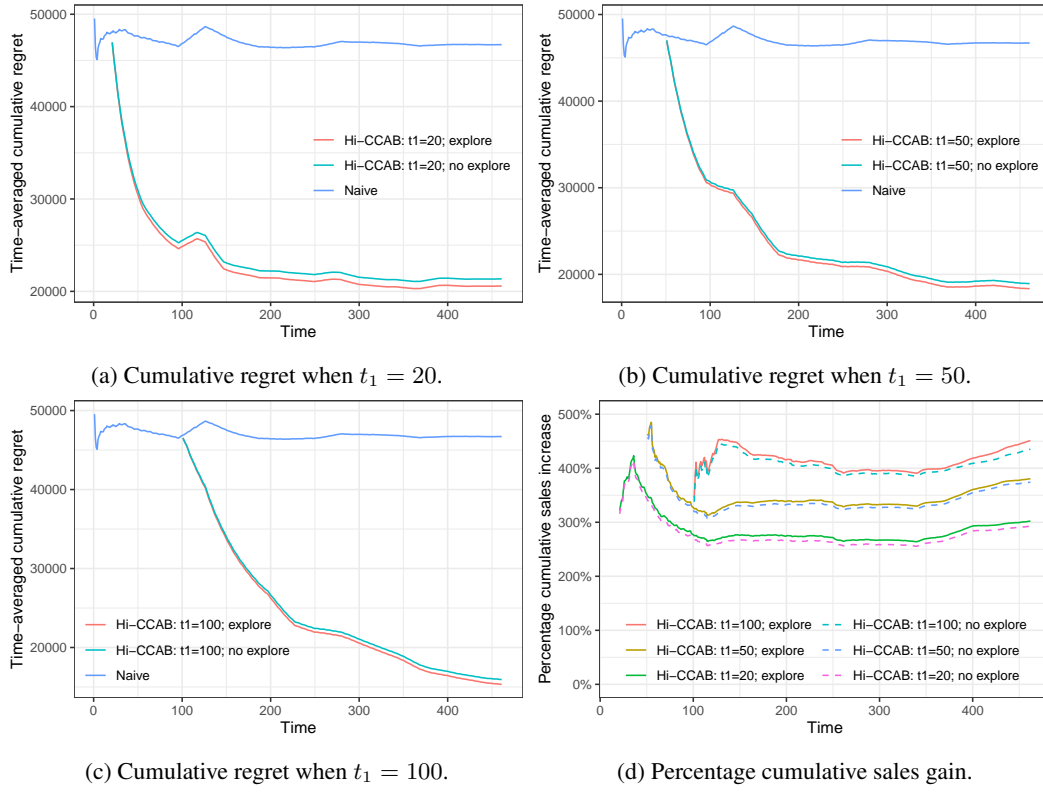 50000
40000
30000
20000
Time−averaged cumulative regret
Hi−CCAB: t1=20; explore
Hi−CCAB: t1=20; no explore
Naive
0 100 200 300 400
Time
(a) Cumulative regret when t₁ = 20.
50000
40000
30000
20000
Time−averaged cumulative regret
Hi−CCAB: t1=50; explore
Hi−CCAB: t1=50; no explore
Naive
0 100 200 300 400
Time
(b) Cumulative regret when t₁ = 50.
50000
40000
30000
20000
Time−averaged cumulative regret
Hi−CCAB: t1=100; explore
Hi−CCAB: t1=100; no explore
Naive
0 100 200 300 400
Time
(c) Cumulative regret when t₁ = 100.
500%
400%
300%
200%
100%
0%
Percentage cumulative sales increase
Hi−CCAB: t1=100; explore Hi−CCAB: t1=100; no explore
Hi−CCAB: t1=50; explore Hi−CCAB: t1=50; no explore
Hi−CCAB: t1=20; explore Hi−CCAB: t1=20; no explore
0 100 200 300 400
Time
(d) Percentage cumulative sales gain.